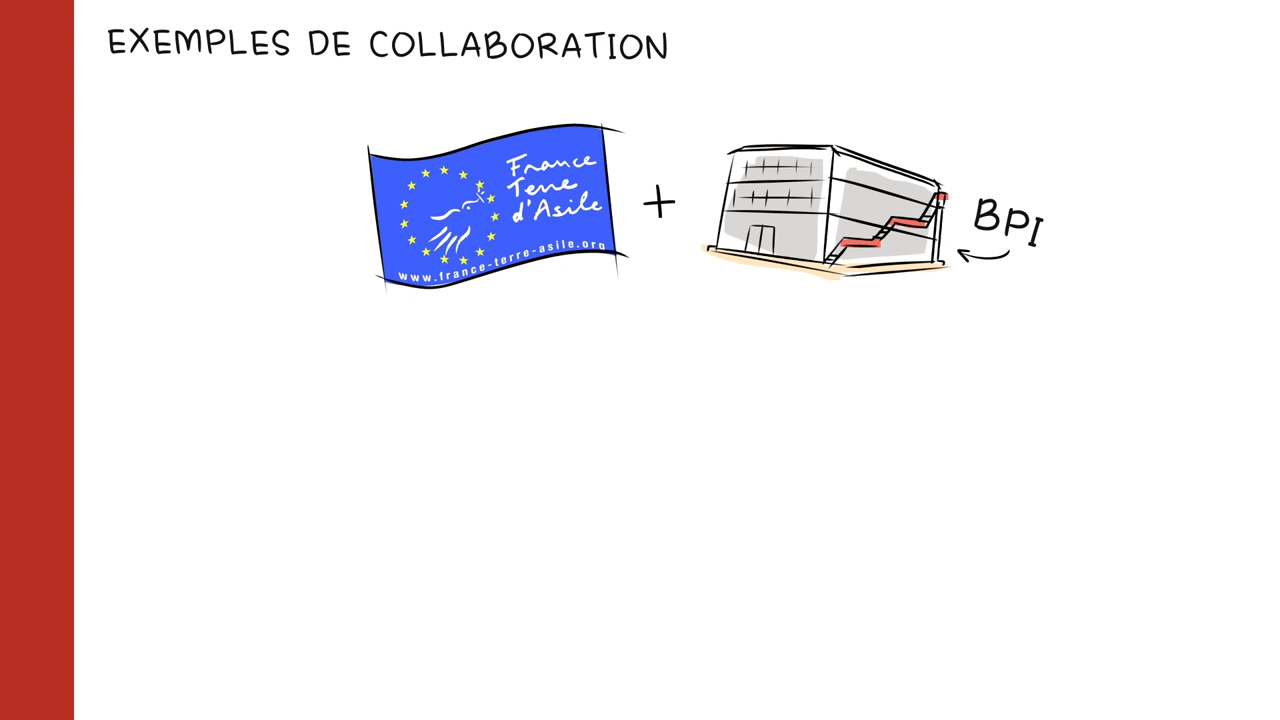 EXEMPLES DE COLLABORATION
France
Terre
d'Asile
www.france-terre-asile.org
+
BPI